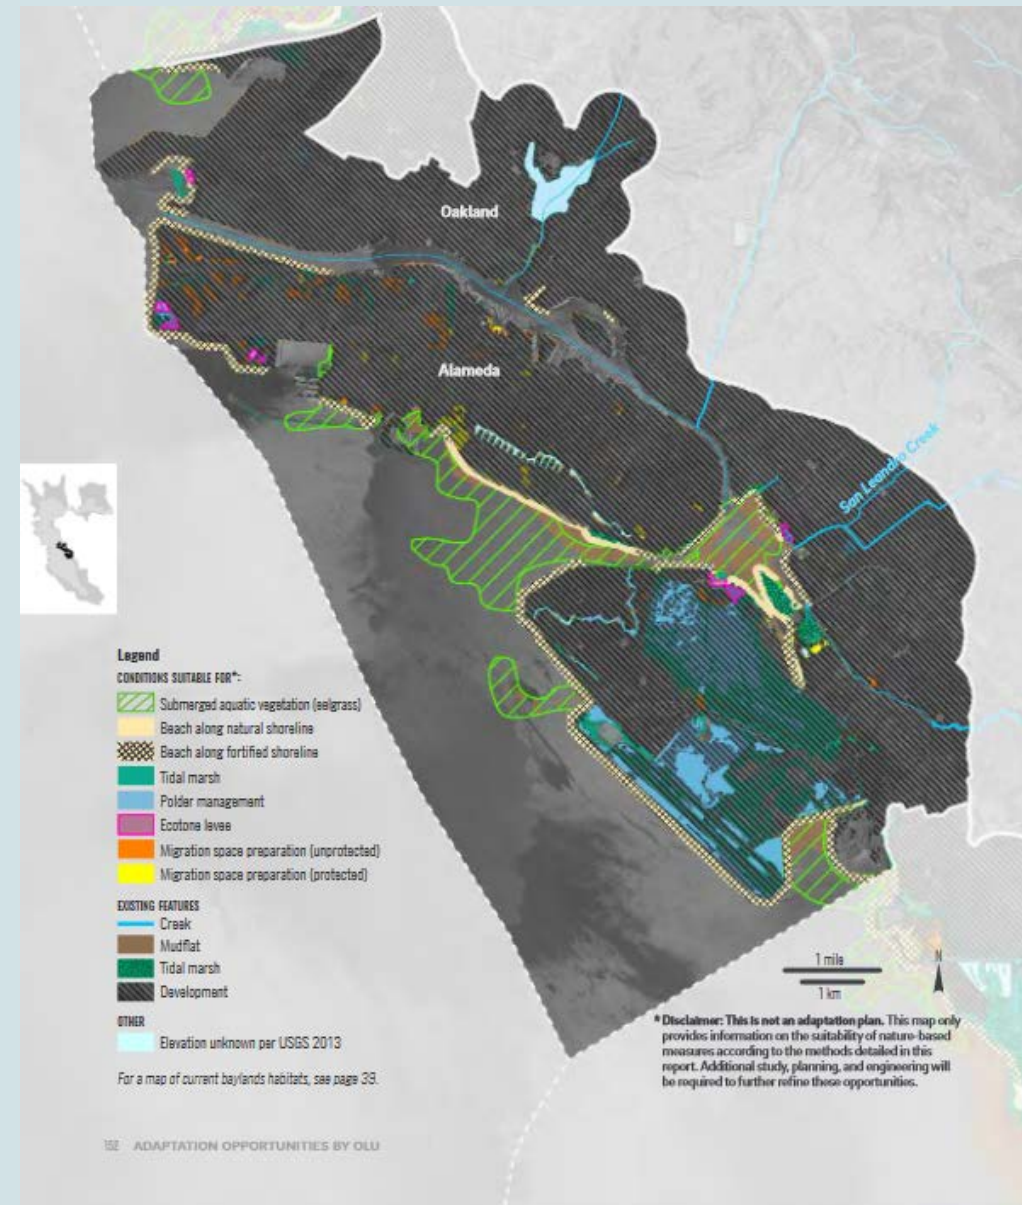 Oakland
Alameda
San Leandro Creek
Legend
CONDITIONS SUITABLE FOR*:
Submerged aquatic vegetation (eelgrass)
Beach along natural shoreline
Beach along fortified shoreline
Tidal marsh
Polder management
Ecotone levee
Migration space preparation (unprotected)
Migration space preparation (protected)
EXISTING FEATURES
Creek
Mudflat
Tidal marsh
Development
OTHER
Elevation unknown per USGS 2013
For a map of current baylands habitats, see page 39.
1 mile
1 km
N
* Disclaimer: This is not an adaptation plan. This map only
provides information on the suitability of nature-based
measures according to the methods detailed in this
report. Additional study, planning, and engineering will
be required to further refine these opportunities.
ADAPTATION OPPORTUNITIES BY OLU